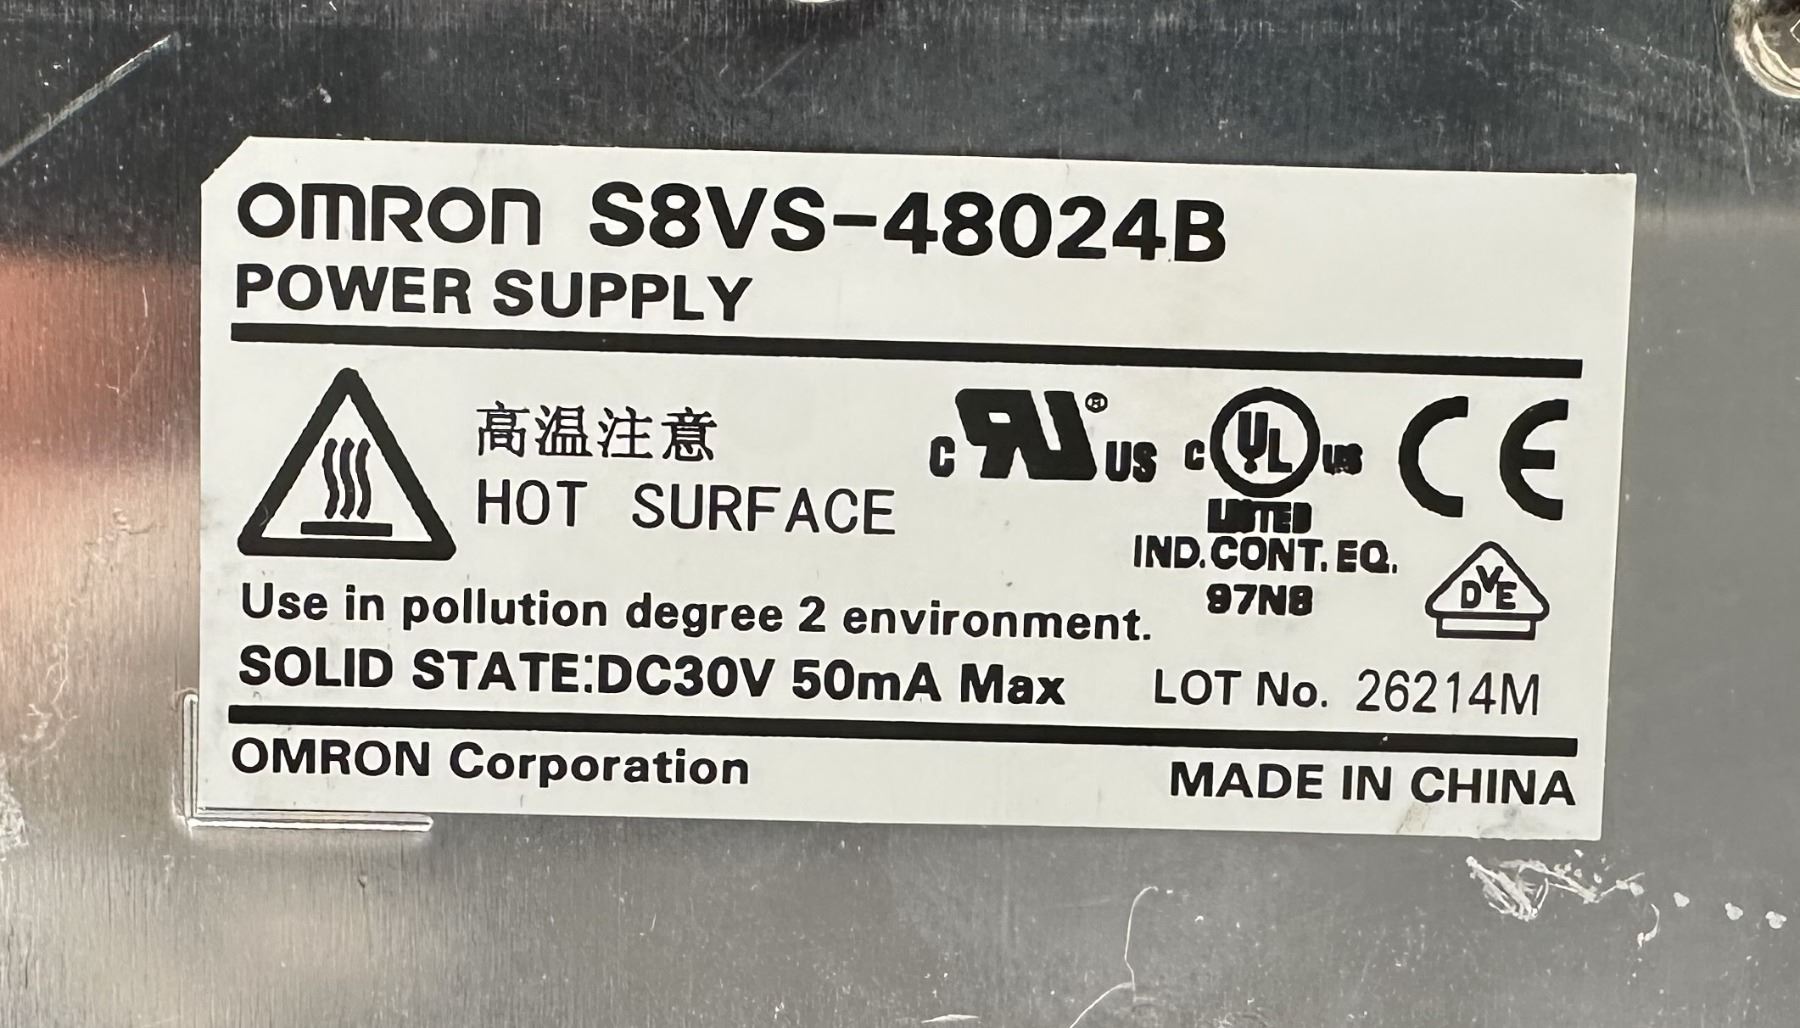 OMRON S8VS-48024B
POWER SUPPLY
高温注意
HOT SURFACE
c RU® US
c UL us
LISTED
IND.CONT.EQ.
97N8
CE
DVE
Use in pollution degree 2 environment.
SOLID STATE:DC30V 50mA Max
LOT No. 26214M
OMRON Corporation
MADE IN CHINA